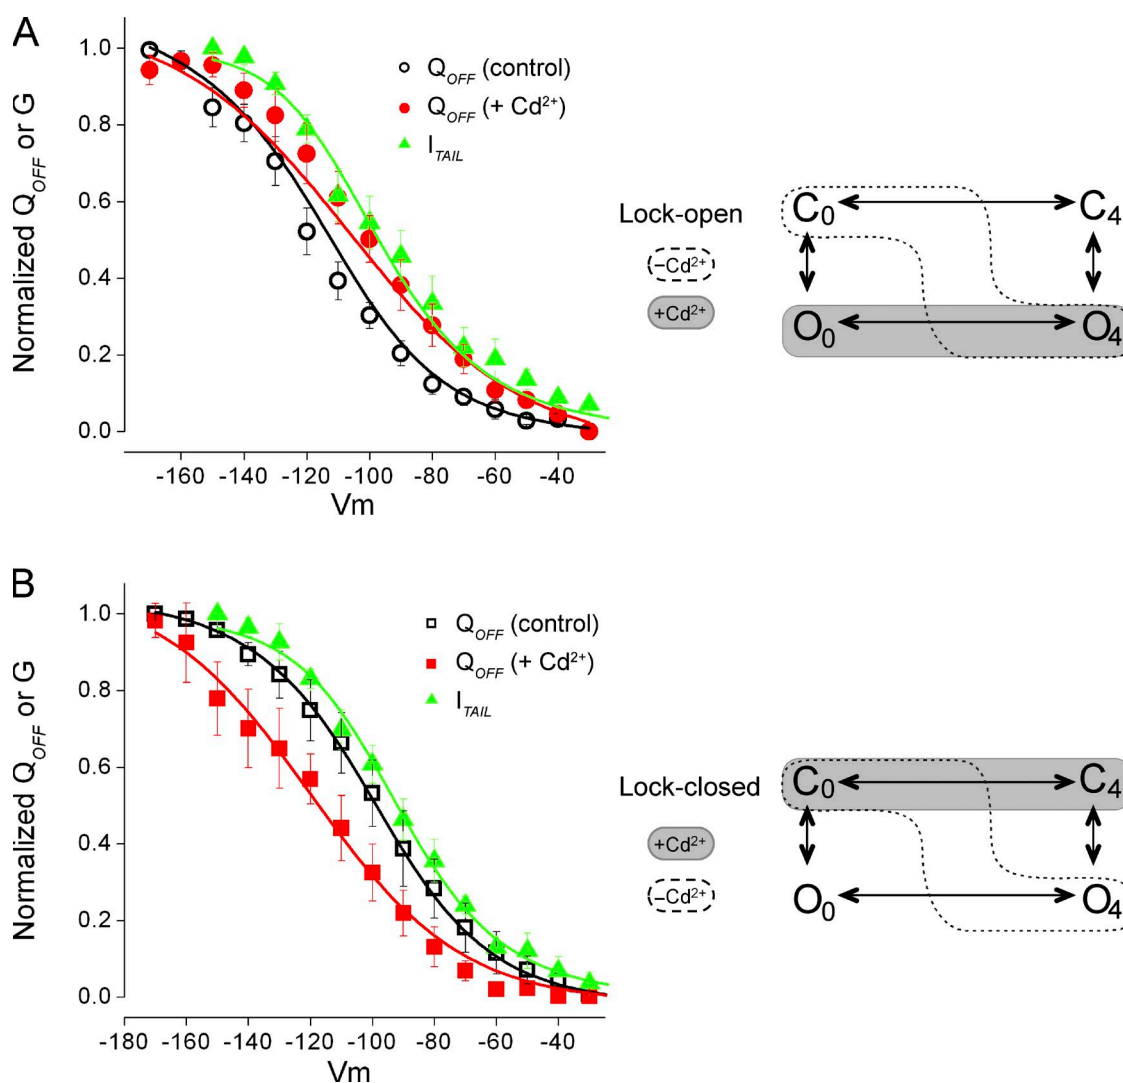 A
Normalized Q_OFF or G
1.0
0.8
0.6
0.4
0.2
0.0
Q_OFF (control)
Q_OFF (+ Cd²⁺)
I_TAIL
-160 -140 -120 -100 -80 -60 -40
Vm
Lock-open
–Cd²⁺
+Cd²⁺
C₀ C₄
O₀ O₄
B
Normalized Q_OFF or G
1.0
0.8
0.6
0.4
0.2
0.0
Q_OFF (control)
Q_OFF (+ Cd²⁺)
I_TAIL
-180 -160 -140 -120 -100 -80 -60 -40
Vm
Lock-closed
+Cd²⁺
–Cd²⁺
C₀ C₄
O₀ O₄